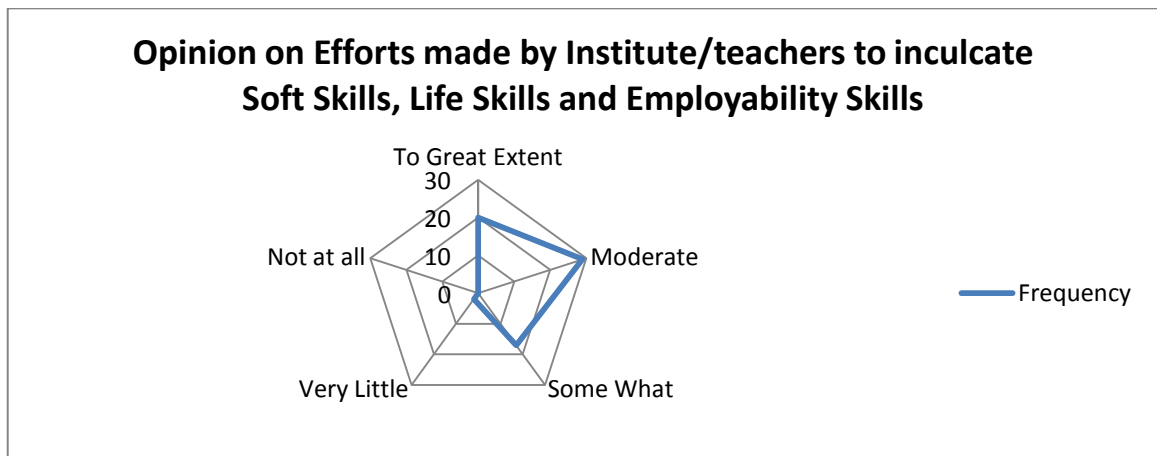 Opinion on Efforts made by Institute/teachers to inculcate
Soft Skills, Life Skills and Employability Skills
To Great Extent
30
20
10
0
Not at all
Moderate
Very Little
Some What
Frequency